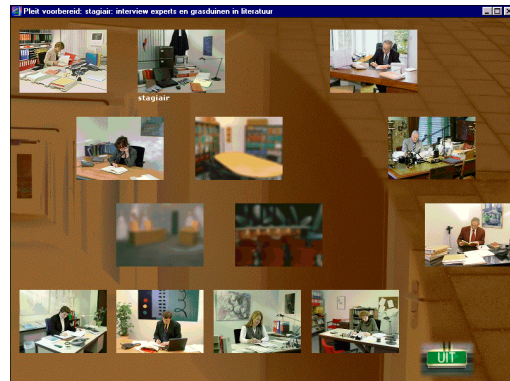 Pleit voorbereid: stagiair: interview experts en grasduinen in literatuur
stagiair
UIT